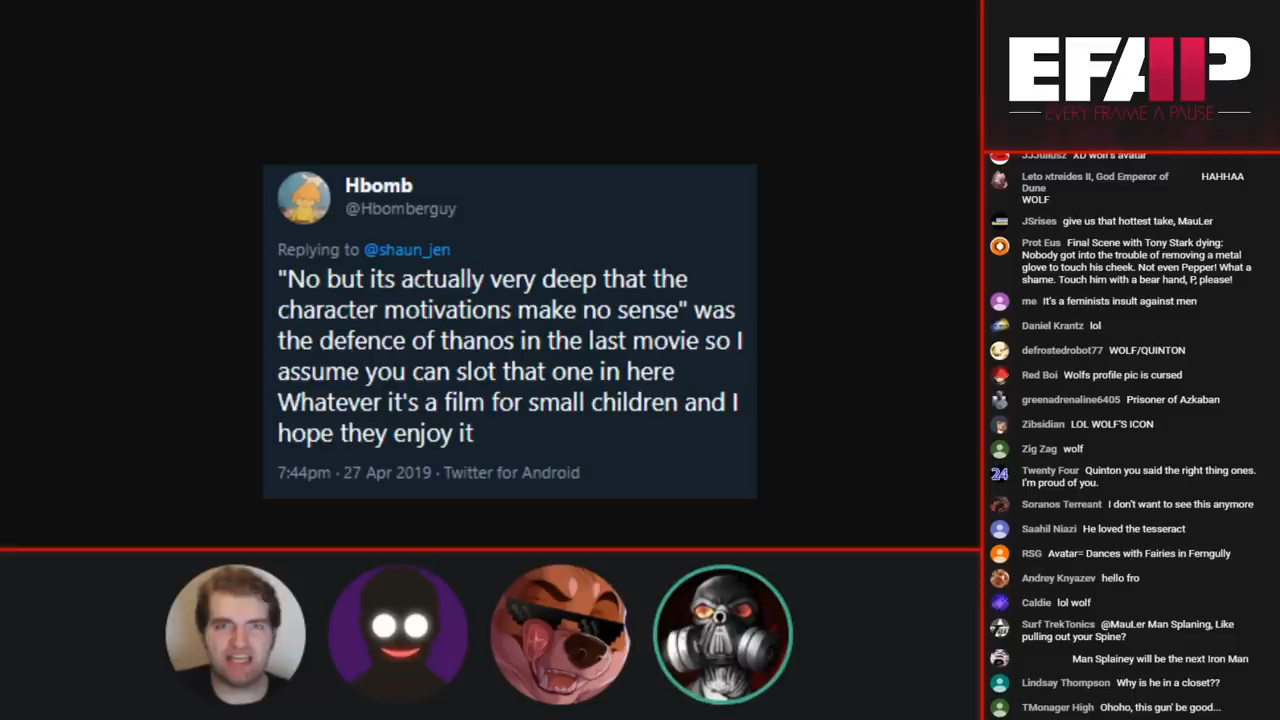 Hbomb
@Hbomberguy
Replying to @shaun_jen
"No but its actually very deep that the
character motivations make no sense" was
the defence of thanos in the last movie so I
assume you can slot that one in here
Whatever it's a film for small children and I
hope they enjoy it
7:44pm · 27 Apr 2019 · Twitter for Android
EFAP
EVERY FRAME A PAUSE
JJJuliusz XD wolf's avatar
Leto xtreides II, God Emperor of HAHHAA
Dune
WOLF
JSrises give us that hottest take, MauLer
Prot Eus Final Scene with Tony Stark dying:
Nobody got into the trouble of removing a metal
glove to touch his cheek. Not even Pepper! What a
shame. Touch him with a bear hand, P, please!
me It's a feminists insult against men
Daniel Krantz lol
defrostedrobot77 WOLF/QUINTON
Red Boi Wolfs profile pic is cursed
greenadrenaline6405 Prisoner of Azkaban
Zibsidian LOL WOLF'S ICON
Zig Zag wolf
24
Twenty Four Quinton you said the right thing ones.
I'm proud of you.
Soranos Terreant I don't want to see this anymore
Saahil Niazi He loved the tesseract
RSG Avatar= Dances with Fairies in Ferngully
Andrey Knyazev hello fro
Caldie lol wolf
Surf TrekTonics @MauLer Man Splaning, Like
pulling out your Spine?
Man Splainey will be the next Iron Man
Lindsay Thompson Why is he in a closet??
TMonager High Ohoho, this gun' be good...